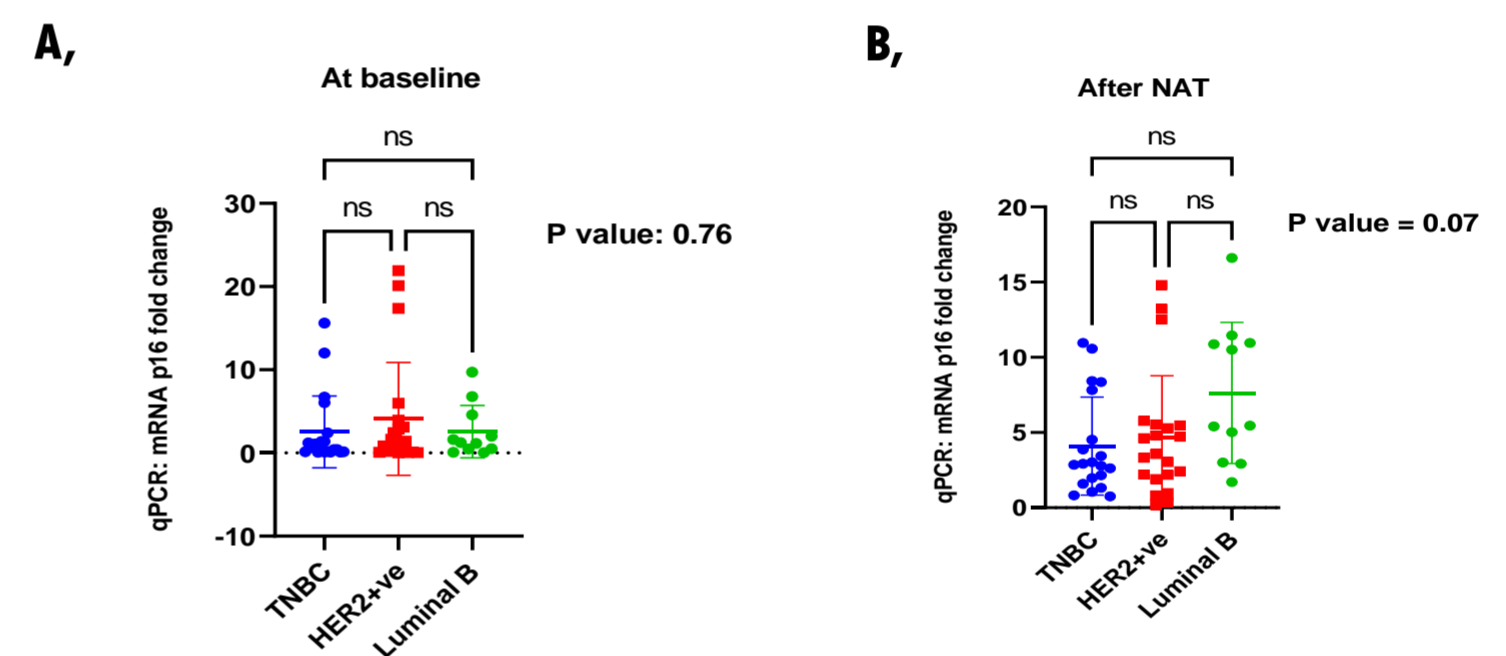 A,
At baseline
ns
ns ns
P value: 0.76
qPCR: mRNA p16 fold change
30
20
10
0
-10
TNBC
HER2+ve
Luminal B
B,
After NAT
ns
ns ns
P value = 0.07
qPCR: mRNA p16 fold change
20
15
10
5
0
TNBC
HER2+ve
Luminal B